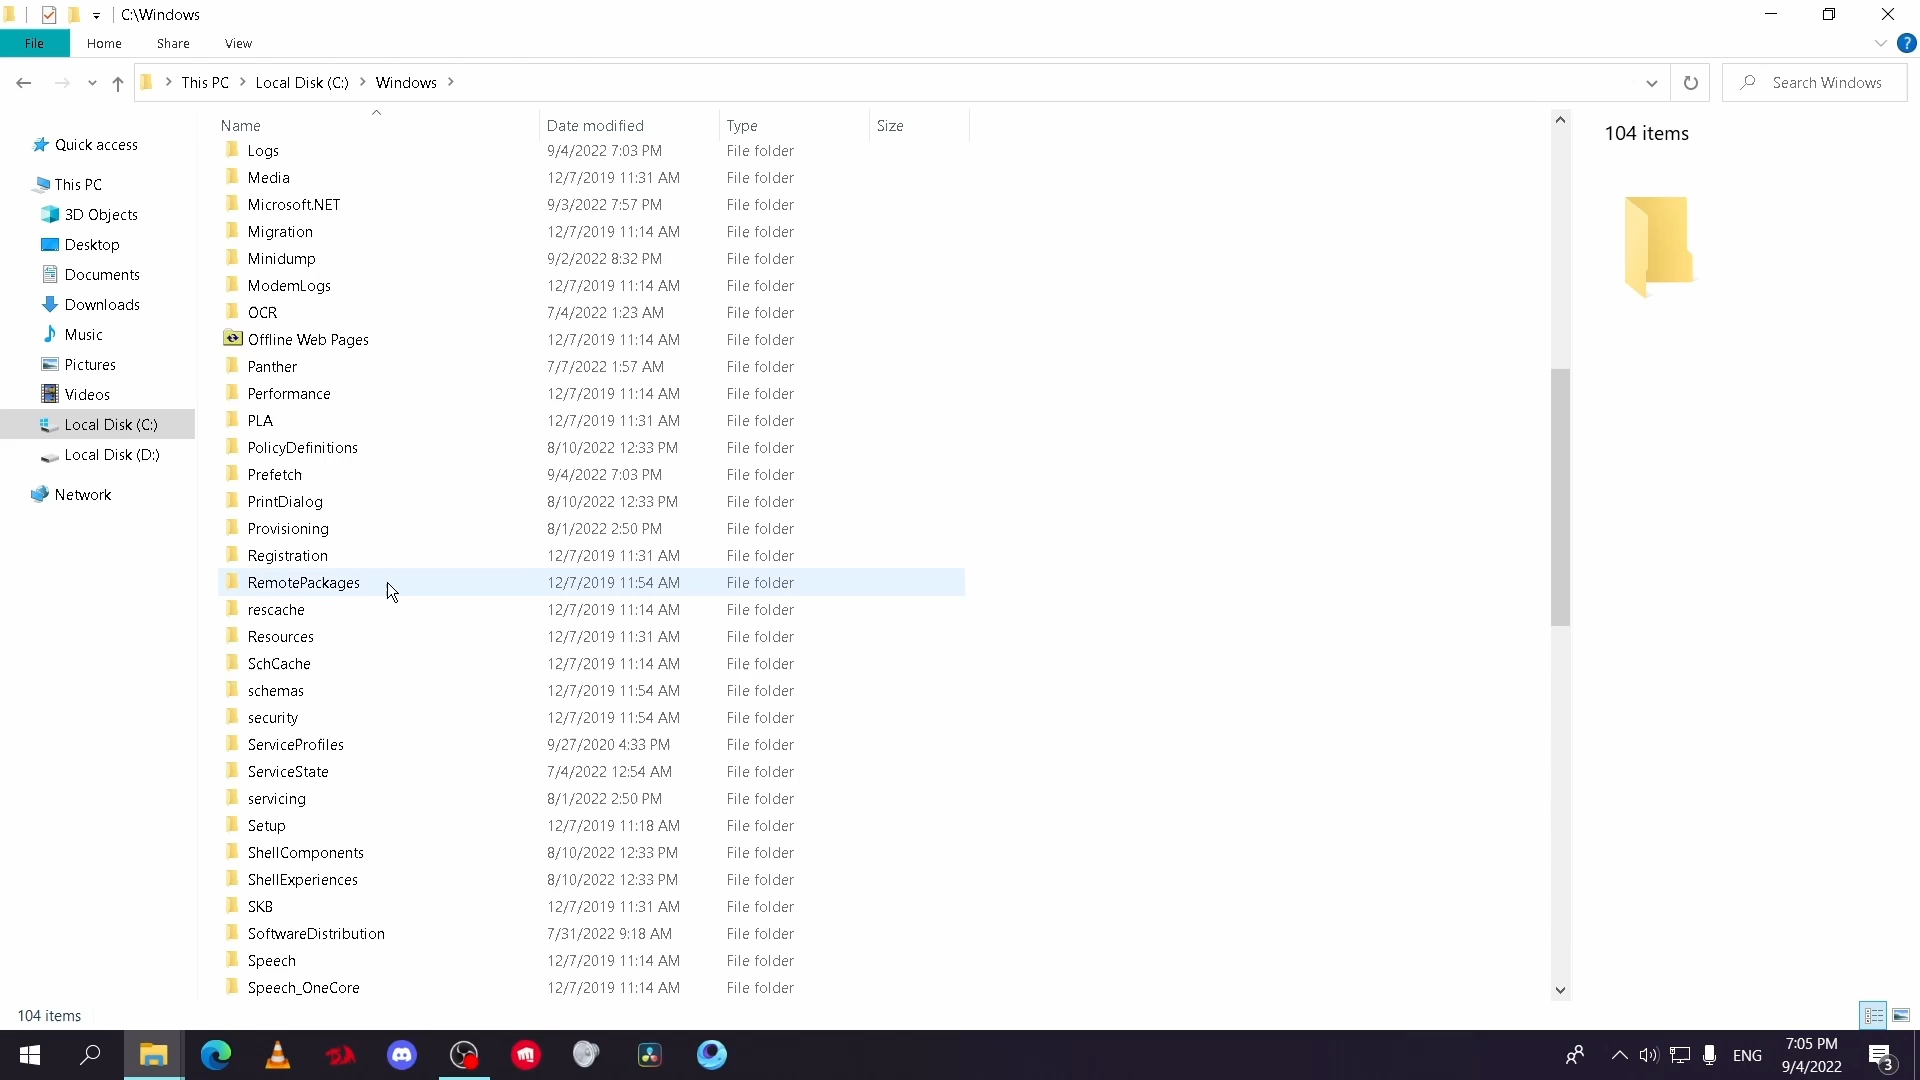 C:\Windows
File Home Share View
This PC Local Disk (C:) Windows
Search Windows
Name Date modified Type Size
104 items
Quick access
This PC
3D Objects
Desktop
Documents
Downloads
Music
Pictures
Videos
Local Disk (C:)
Local Disk (D:)
Network
Logs 9/4/2022 7:03 PM File folder
Media 12/7/2019 11:31 AM File folder
Microsoft.NET 9/3/2022 7:57 PM File folder
Migration 12/7/2019 11:14 AM File folder
Minidump 9/2/2022 8:32 PM File folder
ModemLogs 12/7/2019 11:14 AM File folder
OCR 7/4/2022 1:23 AM File folder
Offline Web Pages 12/7/2019 11:14 AM File folder
Panther 7/7/2022 1:57 AM File folder
Performance 12/7/2019 11:14 AM File folder
PLA 12/7/2019 11:31 AM File folder
PolicyDefinitions 8/10/2022 12:33 PM File folder
Prefetch 9/4/2022 7:03 PM File folder
PrintDialog 8/10/2022 12:33 PM File folder
Provisioning 8/1/2022 2:50 PM File folder
Registration 12/7/2019 11:31 AM File folder
RemotePackages 12/7/2019 11:54 AM File folder
rescache 12/7/2019 11:14 AM File folder
Resources 12/7/2019 11:31 AM File folder
SchCache 12/7/2019 11:14 AM File folder
schemas 12/7/2019 11:54 AM File folder
security 12/7/2019 11:54 AM File folder
ServiceProfiles 9/27/2020 4:33 PM File folder
ServiceState 7/4/2022 12:54 AM File folder
servicing 8/1/2022 2:50 PM File folder
Setup 12/7/2019 11:18 AM File folder
ShellComponents 8/10/2022 12:33 PM File folder
ShellExperiences 8/10/2022 12:33 PM File folder
SKB 12/7/2019 11:31 AM File folder
SoftwareDistribution 7/31/2022 9:18 AM File folder
Speech 12/7/2019 11:14 AM File folder
Speech_OneCore 12/7/2019 11:14 AM File folder
104 items
ENG
7:05 PM
9/4/2022
3